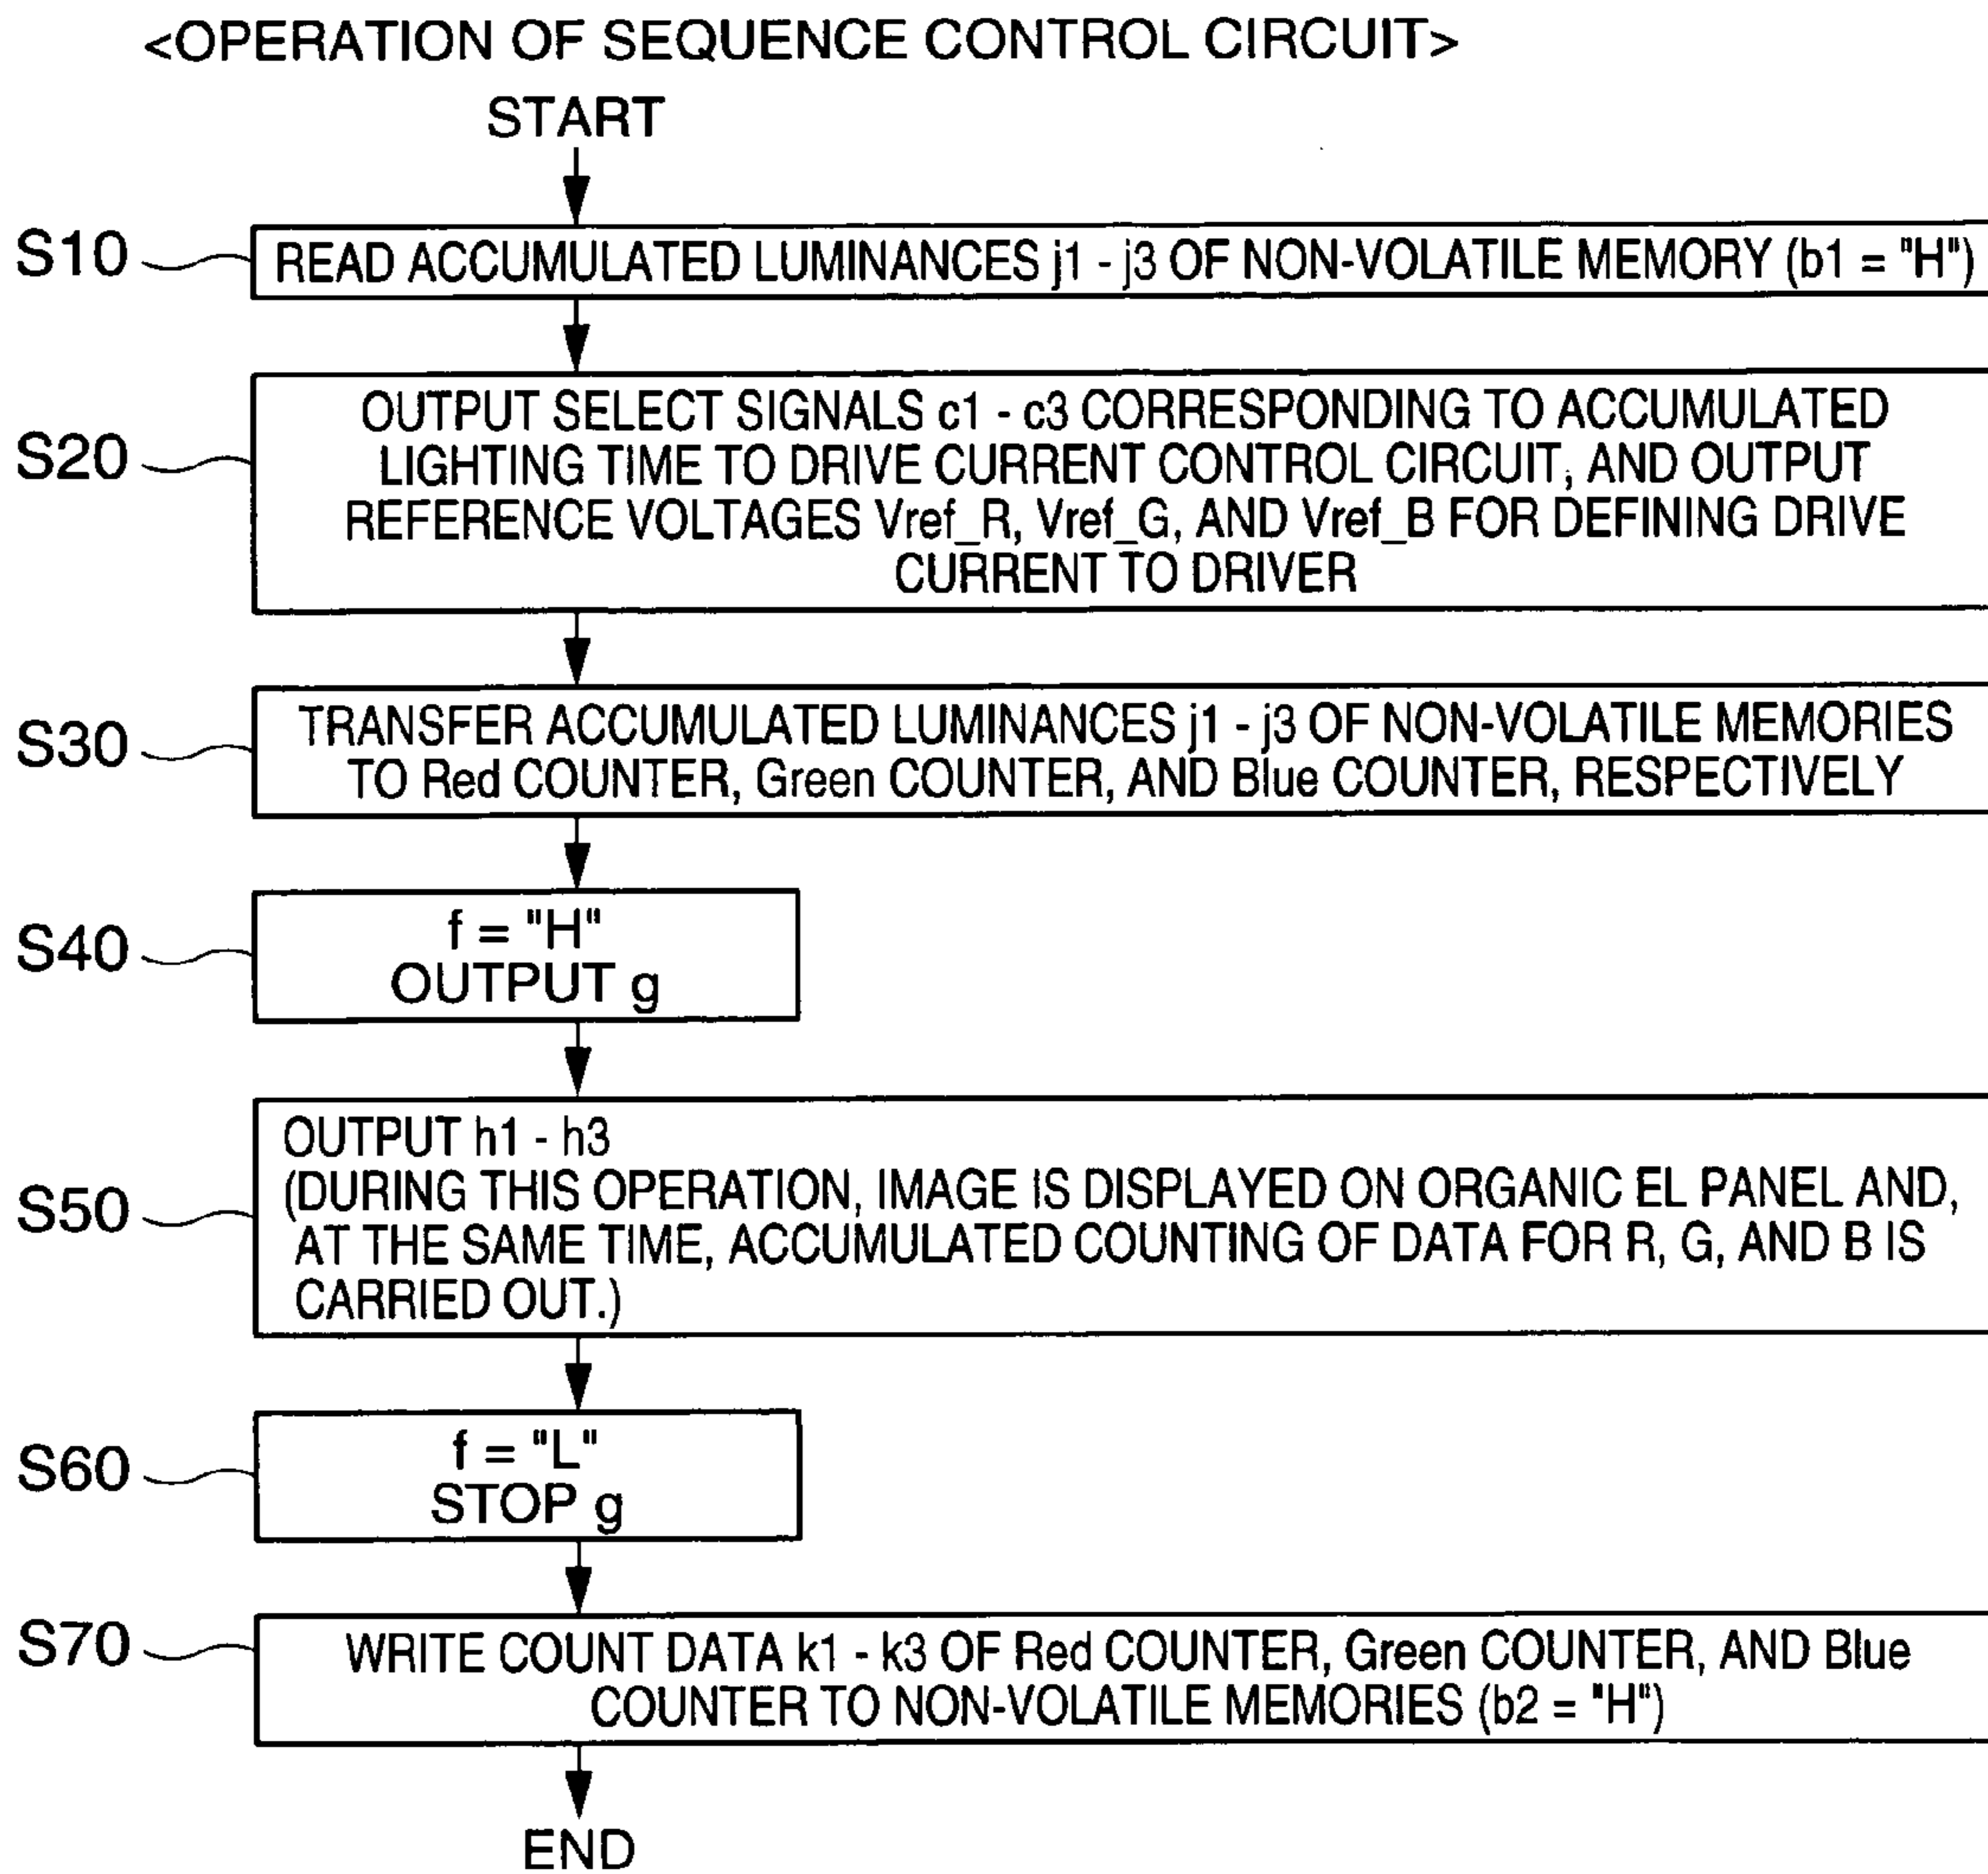 <OPERATION OF SEQUENCE CONTROL CIRCUIT>
START
S10
READ ACCUMULATED LUMINANCES j1 - j3 OF NON-VOLATILE MEMORY (b1 = "H")
S20
OUTPUT SELECT SIGNALS c1 - c3 CORRESPONDING TO ACCUMULATED
LIGHTING TIME TO DRIVE CURRENT CONTROL CIRCUIT, AND OUTPUT
REFERENCE VOLTAGES Vref_R, Vref_G, AND Vref_B FOR DEFINING DRIVE
CURRENT TO DRIVER
S30
TRANSFER ACCUMULATED LUMINANCES j1 - j3 OF NON-VOLATILE MEMORIES
TO Red COUNTER, Green COUNTER, AND Blue COUNTER, RESPECTIVELY
S40
f = "H"
OUTPUT g
S50
OUTPUT h1 - h3
(DURING THIS OPERATION, IMAGE IS DISPLAYED ON ORGANIC EL PANEL AND,
AT THE SAME TIME, ACCUMULATED COUNTING OF DATA FOR R, G, AND B IS
CARRIED OUT.)
S60
f = "L"
STOP g
S70
WRITE COUNT DATA k1 - k3 OF Red COUNTER, Green COUNTER, AND Blue
COUNTER TO NON-VOLATILE MEMORIES (b2 = "H")
END